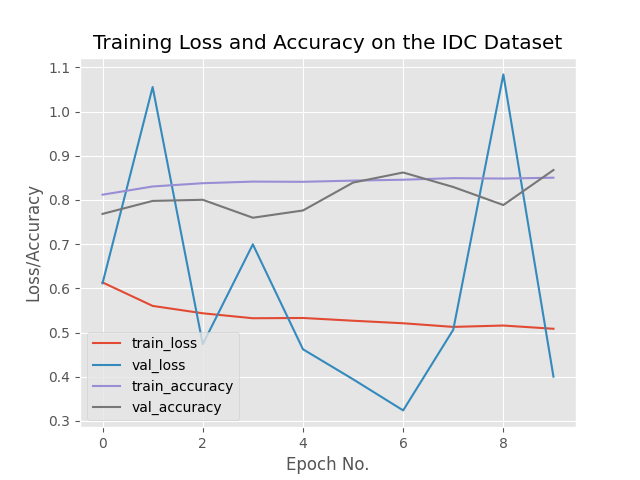 Training Loss and Accuracy on the IDC Dataset
1.1
1.0
0.9
0.8
0.7
0.6
0.5
0.4
0.3
Loss/Accuracy
train_loss
val_loss
train_accuracy
val_accuracy
0
2
4
6
8
Epoch No.